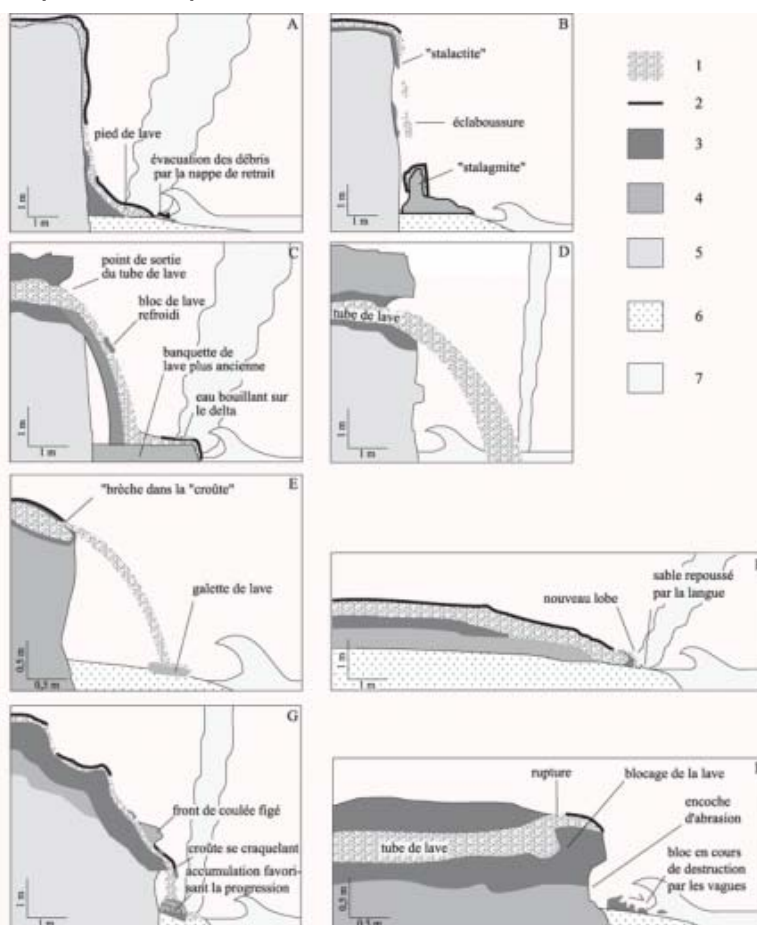 A
pied de lave
évacuation des débris
par la nappe de retrait
1 m
1 m
B
"stalactite"
éclaboussure
"stalagmite"
1 m
1 m
1
2
3
4
5
6
7
C
point de sortie
du tube de lave
bloc de lave
refroidi
banquette de
lave plus ancienne
eau bouillant sur
le delta
1 m
1 m
D
tube de lave
1 m
1 m
E
"brèche dans la "croûte"
galette de lave
0,5 m
0,5 m
nouveau lobe
sable repoussé
par la langue
1 m
1 m
G
front de coulée figé
croûte se craquelant
accumulation favori-
sant la progression
1 m
1 m
rupture
blocage de la lave
encoche
d'abrasion
tube de lave
bloc en cours
de destruction
par les vagues
0,5 m
0,5 m